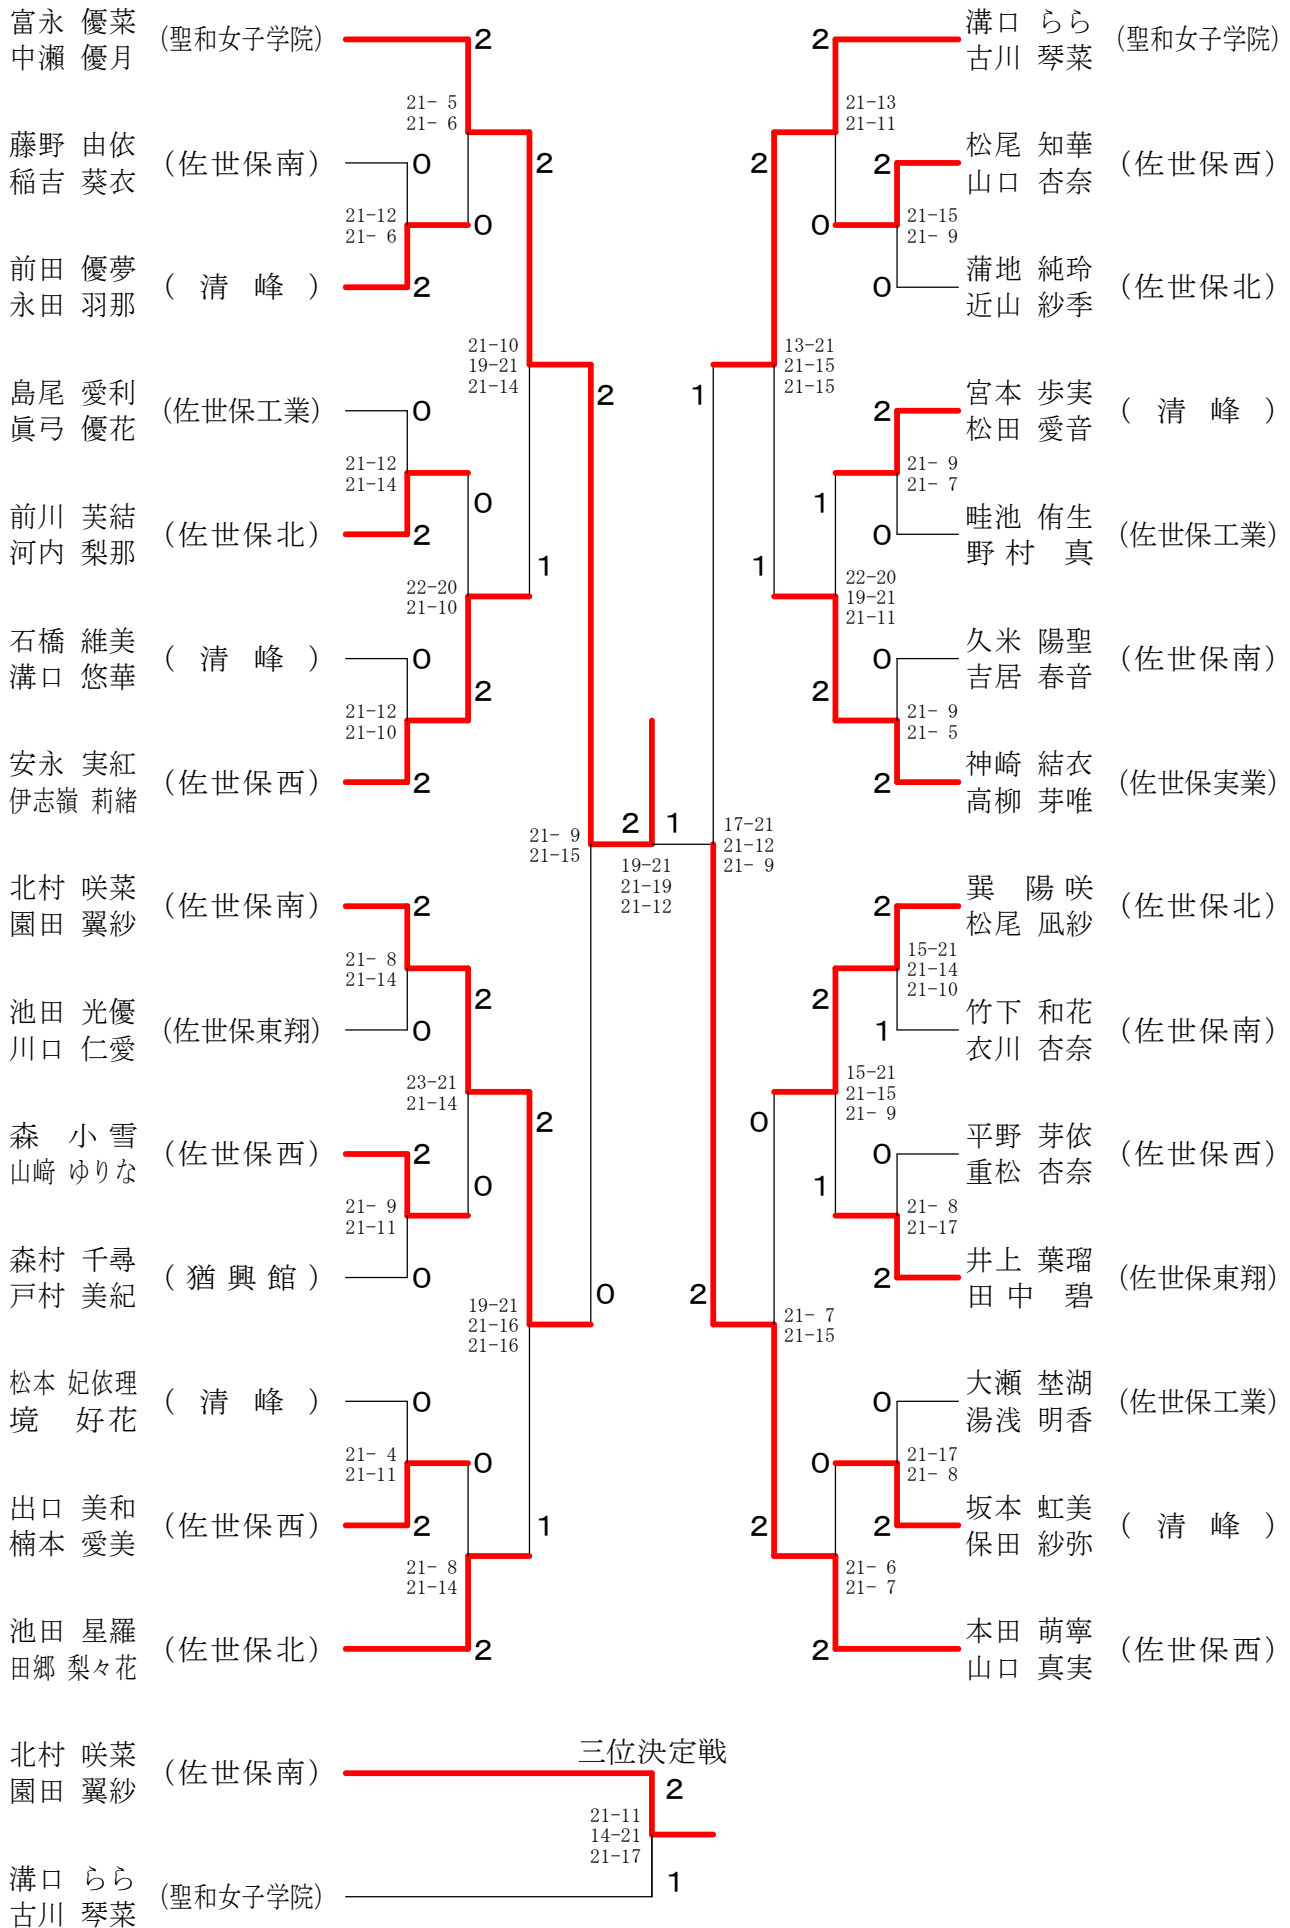 富永 優菜
中瀨 優月
(聖和女子学院)
2
21- 5
21- 6
藤野 由依
稲吉 葵衣
(佐世保南)
0
2
21-12
21- 6
0
前田 優夢
永田 羽那
( 清 峰 )
2
21-10
19-21
21-14
2
島尾 愛利
眞弓 優花
(佐世保工業)
0
21-12
21-14
0
前川 芙結
河内 梨那
(佐世保北)
2
1
22-20
21-10
石橋 維美
溝口 悠華
( 清 峰 )
0
2
21-12
21-10
安永 実紅
伊志嶺 莉緒
(佐世保西)
2
21- 9
21-15
2
1
19-21
21-19
21-12
北村 咲菜
園田 翼紗
(佐世保南)
2
21- 8
21-14
2
池田 光優
川口 仁愛
(佐世保東翔)
0
23-21
21-14
2
森 小雪
山﨑 ゆりな
(佐世保西)
2
0
21- 9
21-11
森村 千尋
戸村 美紀
(猶興館)
0
0
19-21
21-16
21-16
松本 妃依理
境 好花
( 清 峰 )
0
21- 4
21-11
0
出口 美和
楠本 愛美
(佐世保西)
2
1
21- 8
21-14
池田 星羅
田郷 梨々花
(佐世保北)
2
溝口 らら
古川 琴菜
(聖和女子学院)
2
21-13
21-11
松尾 知華
山口 杏奈
(佐世保西)
2
2
0
21-15
21- 9
蒲地 純玲
近山 紗季
(佐世保北)
0
13-21
21-15
21-15
1
宮本 歩実
松田 愛音
( 清 峰 )
2
21- 9
21- 7
1
畦池 侑生
野村 真
(佐世保工業)
0
1
22-20
19-21
21-11
久米 陽聖
吉居 春音
(佐世保南)
0
2
21- 9
21- 5
神崎 結衣
高柳 芽唯
(佐世保実業)
2
17-21
21-12
21- 9
巽 陽咲
松尾 凪紗
(佐世保北)
2
15-21
21-14
21-10
2
竹下 和花
衣川 杏奈
(佐世保南)
1
15-21
21-15
21- 9
0
平野 芽依
重松 杏奈
(佐世保西)
0
1
21- 8
21-17
井上 葉瑠
田中 碧
(佐世保東翔)
2
2
21- 7
21-15
大瀬 埜湖
湯浅 明香
(佐世保工業)
0
0
21-17
21- 8
坂本 虹美
保田 紗弥
( 清 峰 )
2
2
21- 6
21- 7
本田 萌寧
山口 真実
(佐世保西)
2
三位決定戦
北村 咲菜
園田 翼紗
(佐世保南)
2
21-11
14-21
21-17
溝口 らら
古川 琴菜
(聖和女子学院)
1